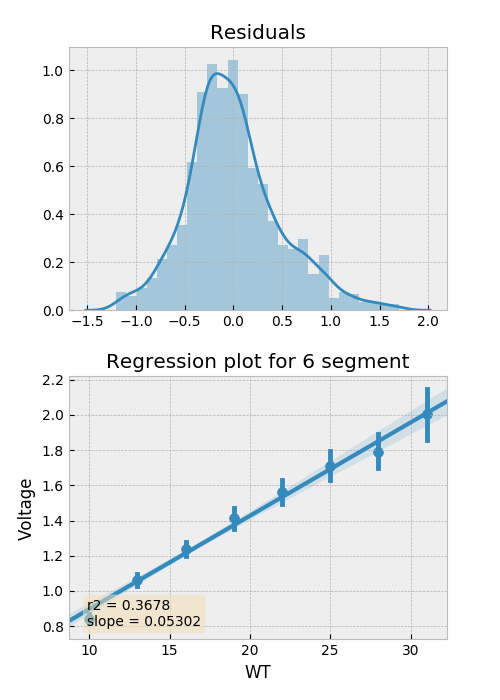 Residuals
1.0
0.8
0.6
0.4
0.2
0.0
−1.5 −1.0 −0.5 0.0 0.5 1.0 1.5 2.0
Regression plot for 6 segment
2.2
2.0
1.8
1.6
1.4
1.2
1.0
0.8
Voltage
r2 = 0.3678
slope = 0.05302
10 15 20 25 30
WT